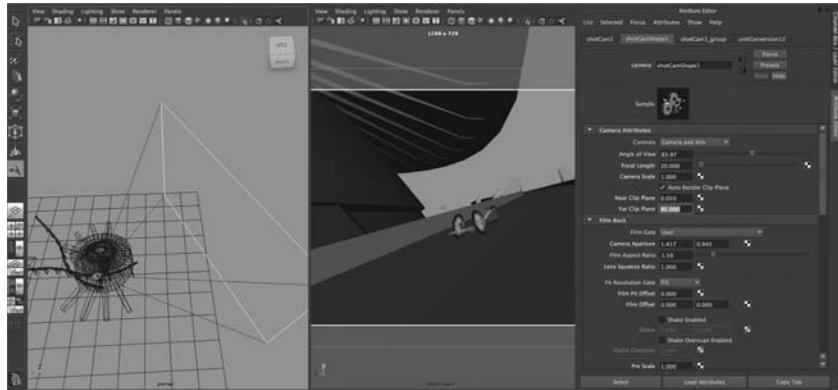 View Shading Lighting Show Renderer Panels
View Shading Lighting Show Renderer Panels
1280 x 720
persp
Attribute Editor
List Selected Focus Attributes Show Help
shotCam1 shotCamShape1 shotCam1_group unitConversion12
Focus
camera: shotCamShape1
Presets
Show Hide
Sample
Camera Attributes
Controls Camera and Aim
Angle of View 83.97
Focal Length 20.000
Camera Scale 1.000
Auto Render Clip Plane
Near Clip Plane 0.010
Far Clip Plane
Film Back
Film Gate User
Camera Aperture 1.417 0.945
Film Aspect Ratio 1.50
Lens Squeeze Ratio 1.000
Fit Resolution Gate Fill
Film Fit Offset 0.000
Film Offset 0.000 0.000
Shake Enabled
Shake
Shake Overscan Enabled
Shake Overscan
Pre Scale 1.000
Select Load Attributes Copy Tab